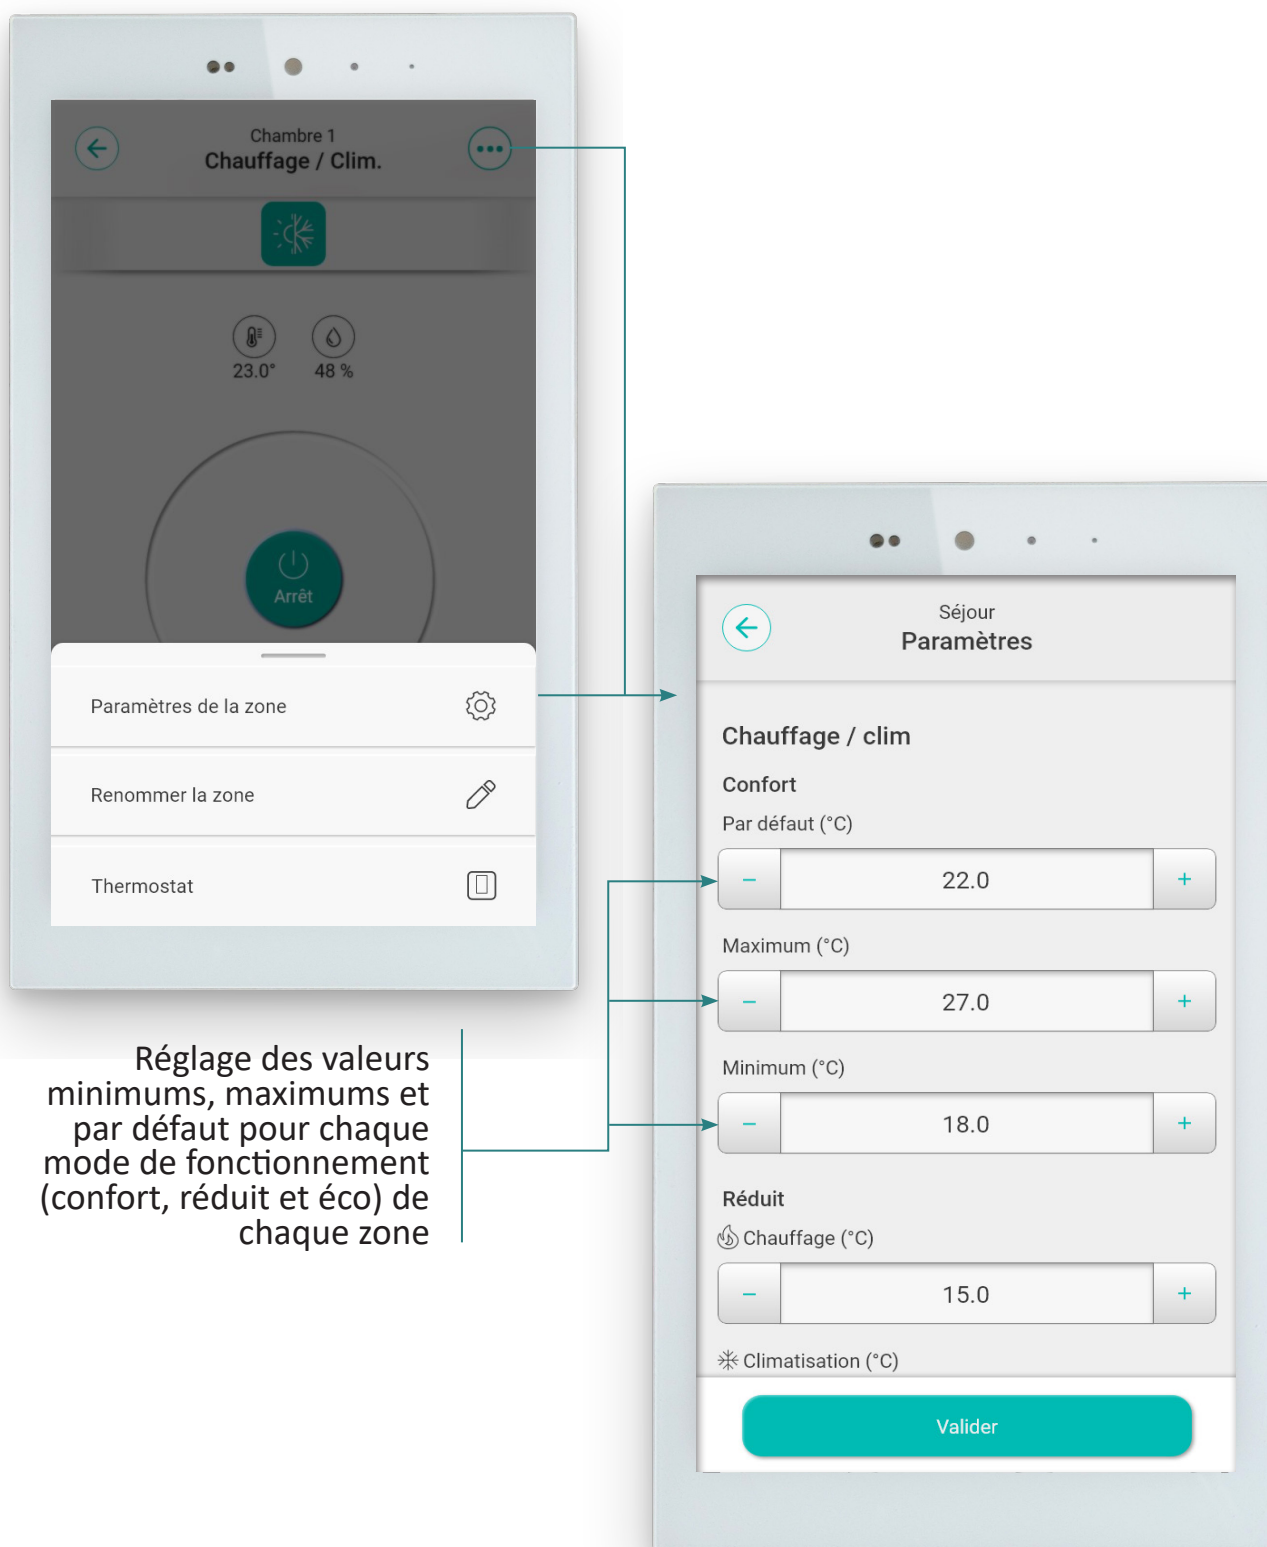 Chambre 1
Chauffage / Clim.
23.0°
48 %
Arrêt
Paramètres de la zone
Renommer la zone
Thermostat
Réglage des valeurs
minimums, maximums et
par défaut pour chaque
mode de fonctionnement
(confort, réduit et éco) de
chaque zone
Séjour
Paramètres
Chauffage / clim
Confort
Par défaut (°C)
– 22.0 +
Maximum (°C)
– 27.0 +
Minimum (°C)
– 18.0 +
Réduit
Chauffage (°C)
– 15.0 +
Climatisation (°C)
Valider